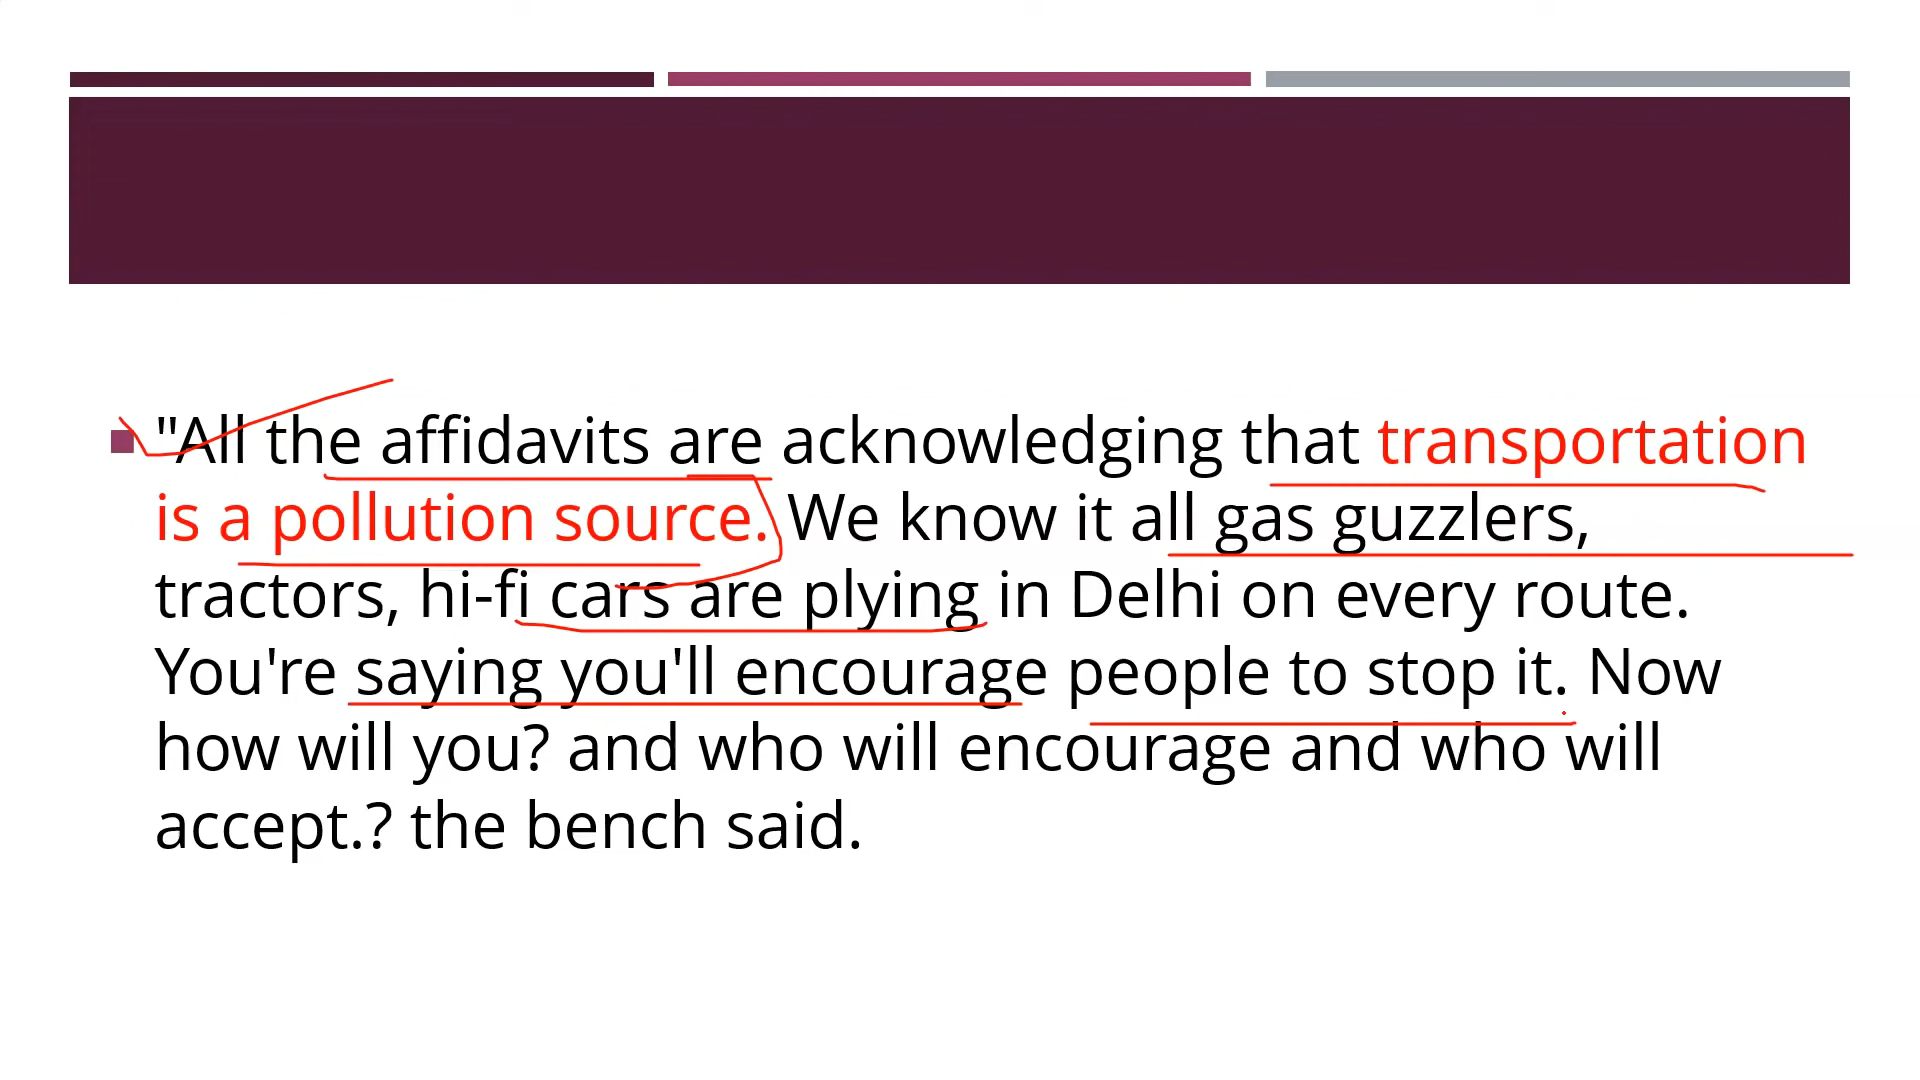 "All the affidavits are acknowledging that transportation
is a pollution source. We know it all gas guzzlers,
tractors, hi-fi cars are plying in Delhi on every route.
You're saying you'll encourage people to stop it. Now
how will you? and who will encourage and who will
accept.? the bench said.